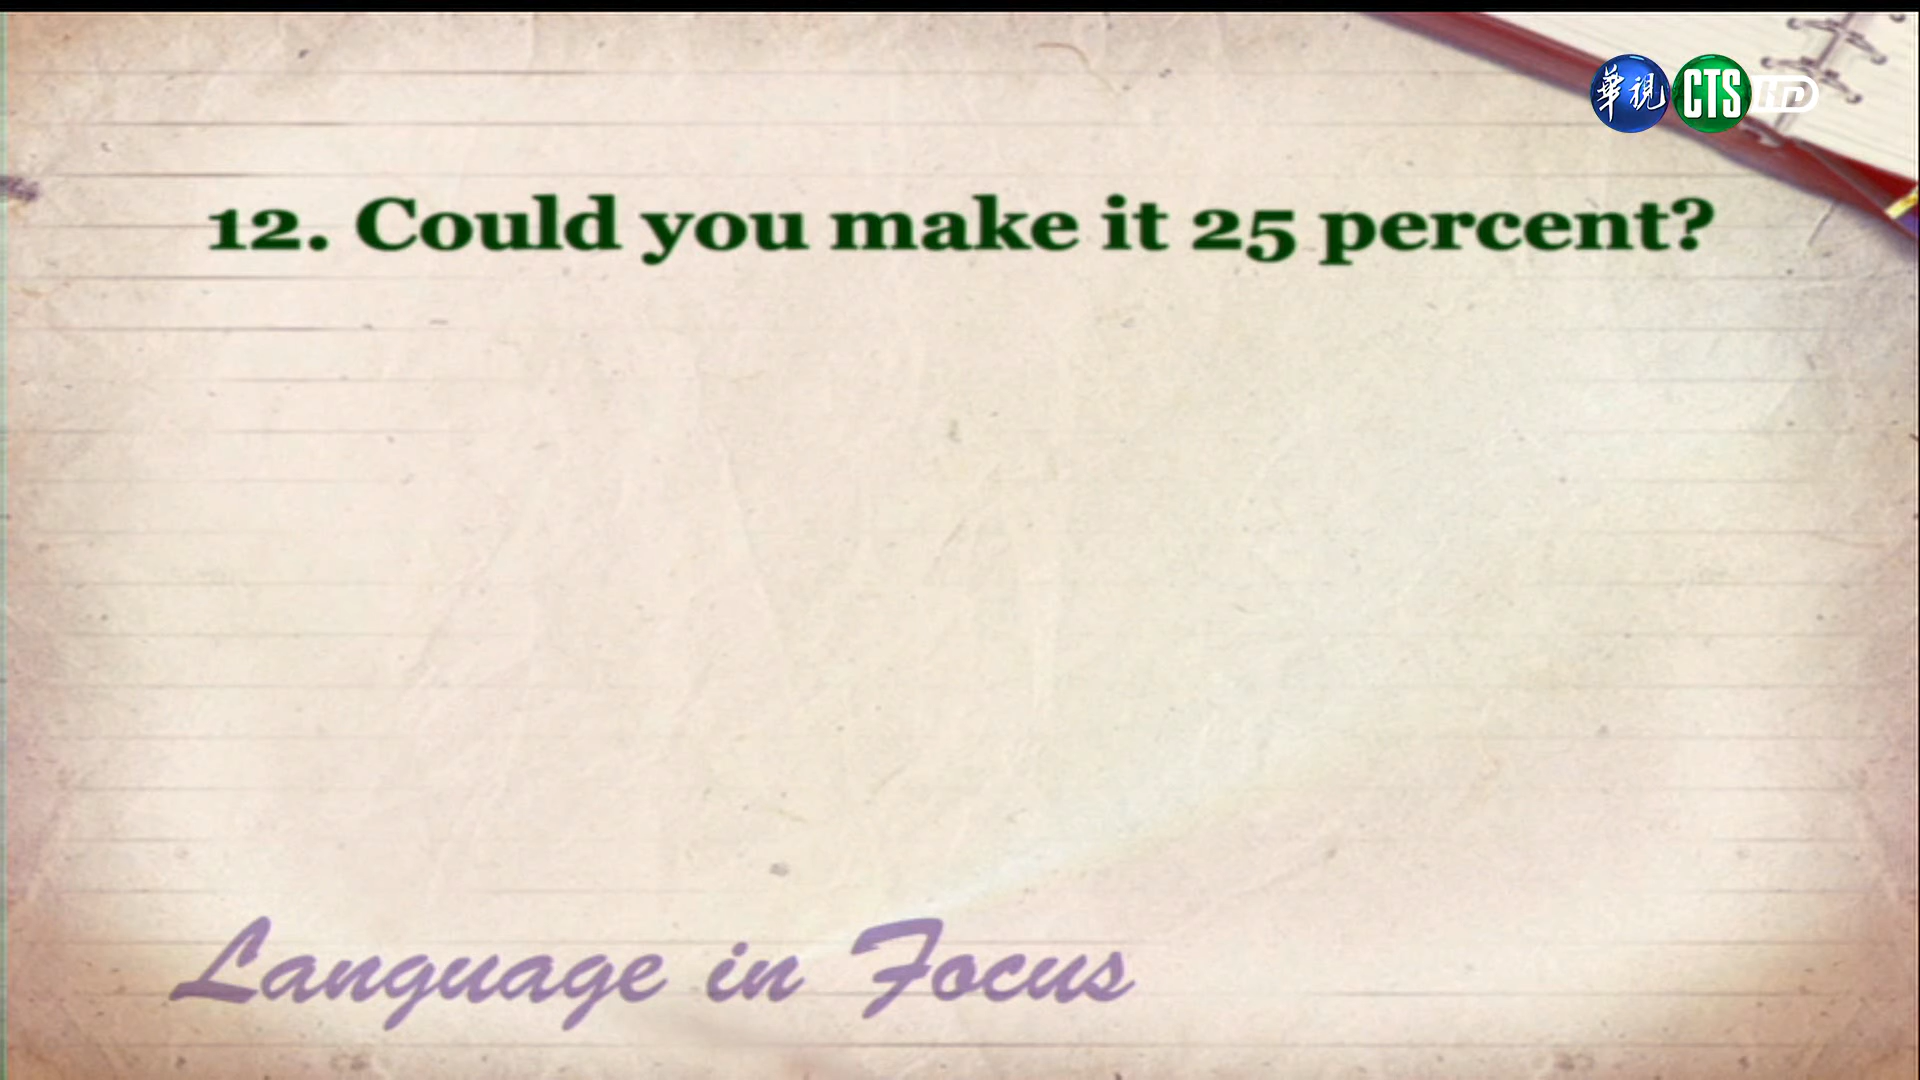 華視 CTS HD
12. Could you make it 25 percent?
Language in Focus